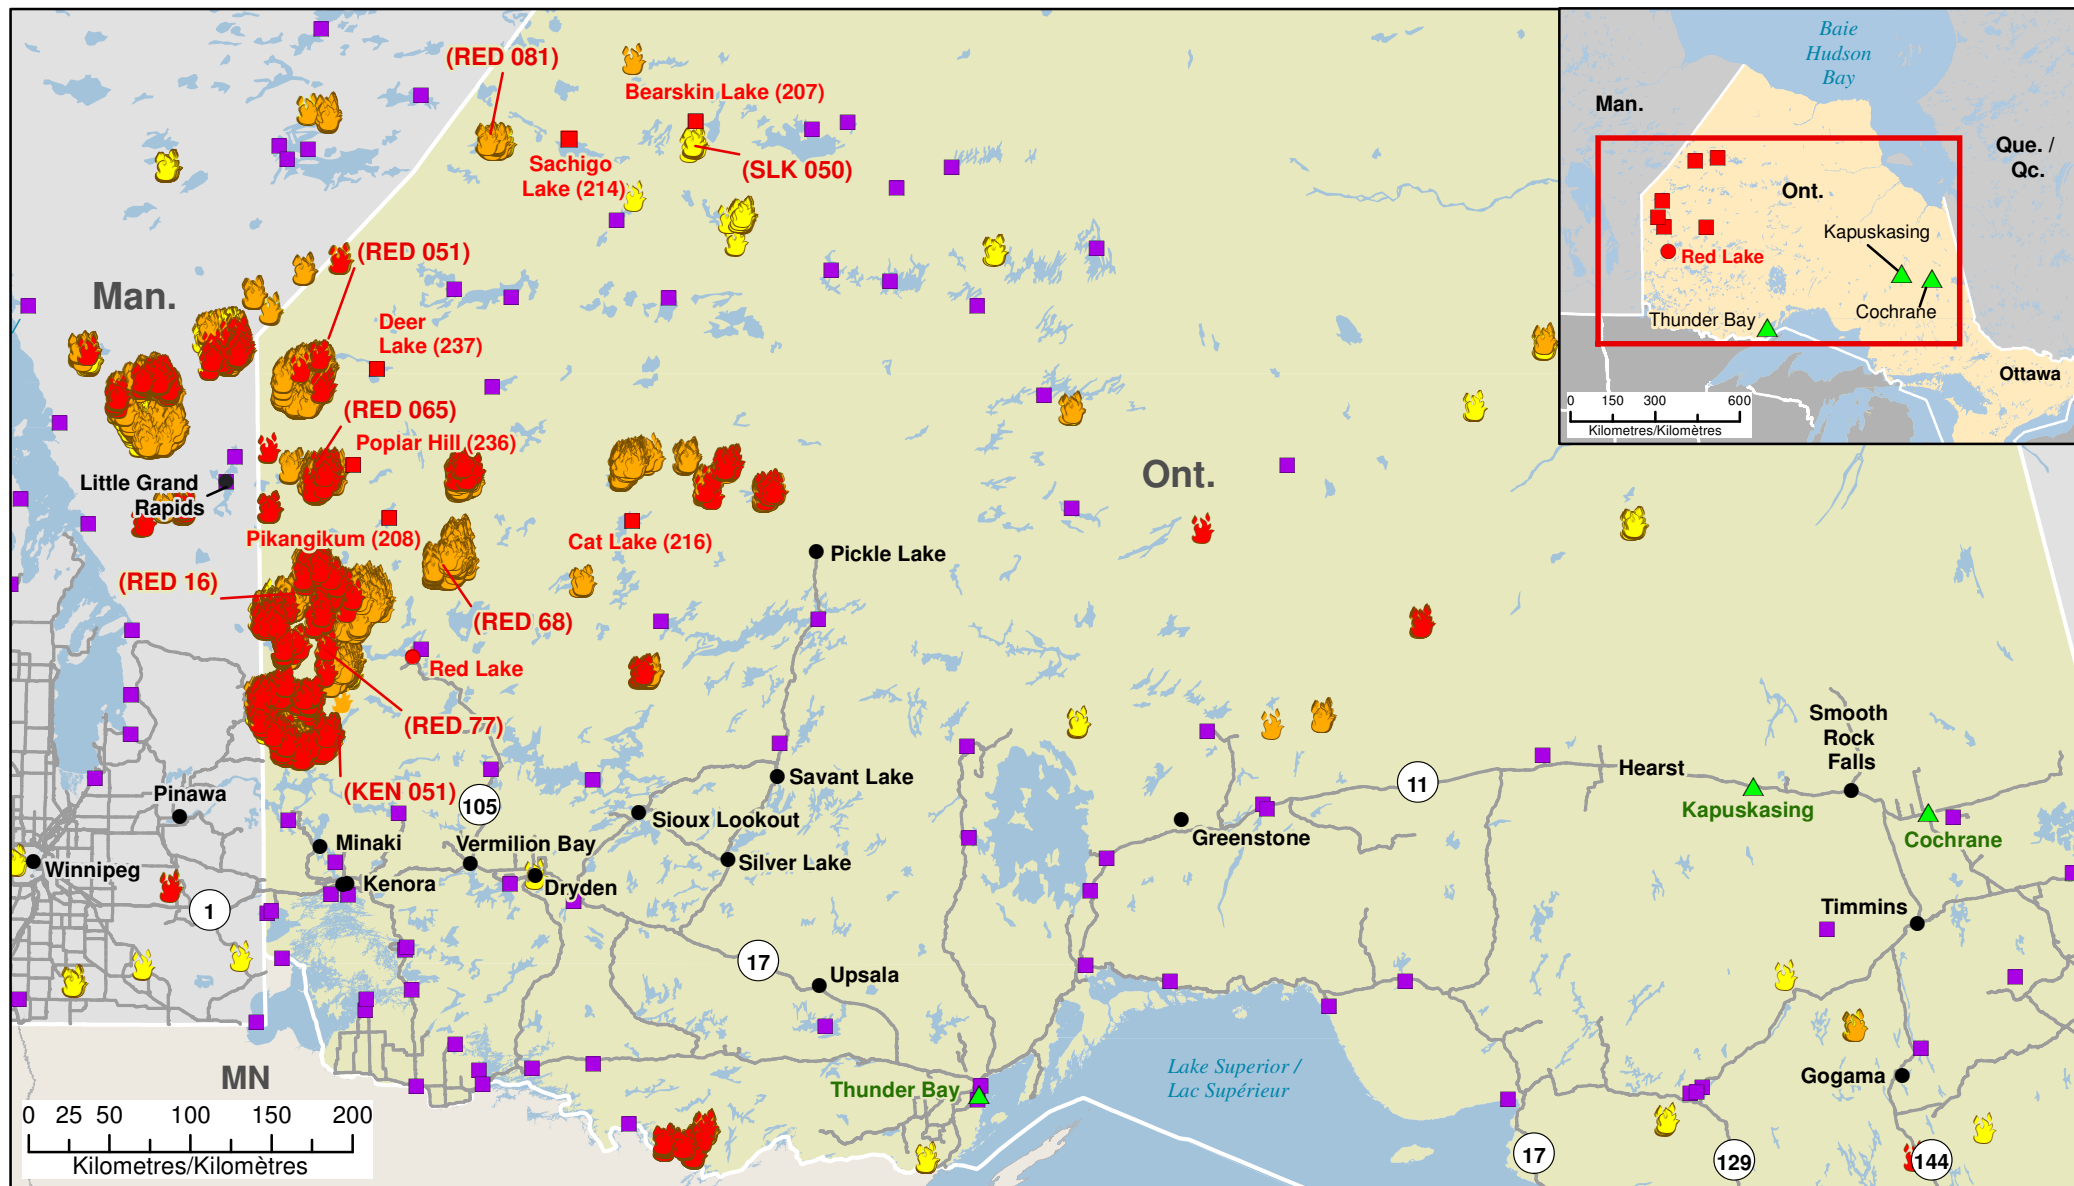 (RED 081)
Bearskin Lake (207)
Sachigo
Lake (214)
(SLK 050)
(RED 051)
Man.
Deer
Lake (237)
(RED 065)
Poplar Hill (236)
Little Grand
Rapids
Ont.
Pikangikum (208)
Cat Lake (216)
Pickle Lake
(RED 16)
(RED 68)
Red Lake
(RED 77)
(KEN 051)
105
Pinawa
Savant Lake
Sioux Lookout
Minaki
Vermilion Bay
Silver Lake
Winnipeg
Kenora
Dryden
1
17
Upsala
MN
Thunder Bay
Lake Superior /
Lac Supérieur
11
Greenstone
Hearst
Smooth
Rock
Falls
Kapuskasing
Cochrane
Timmins
Gogama
17
129
144
0 25 50 100 150 200
Kilometres/Kilomètres
Baie
Hudson
Bay
Man.
Que. /
Qc.
Ont.
Kapuskasing
Red Lake
Cochrane
Thunder Bay
Ottawa
0 150 300 600
Kilometres/Kilomètres